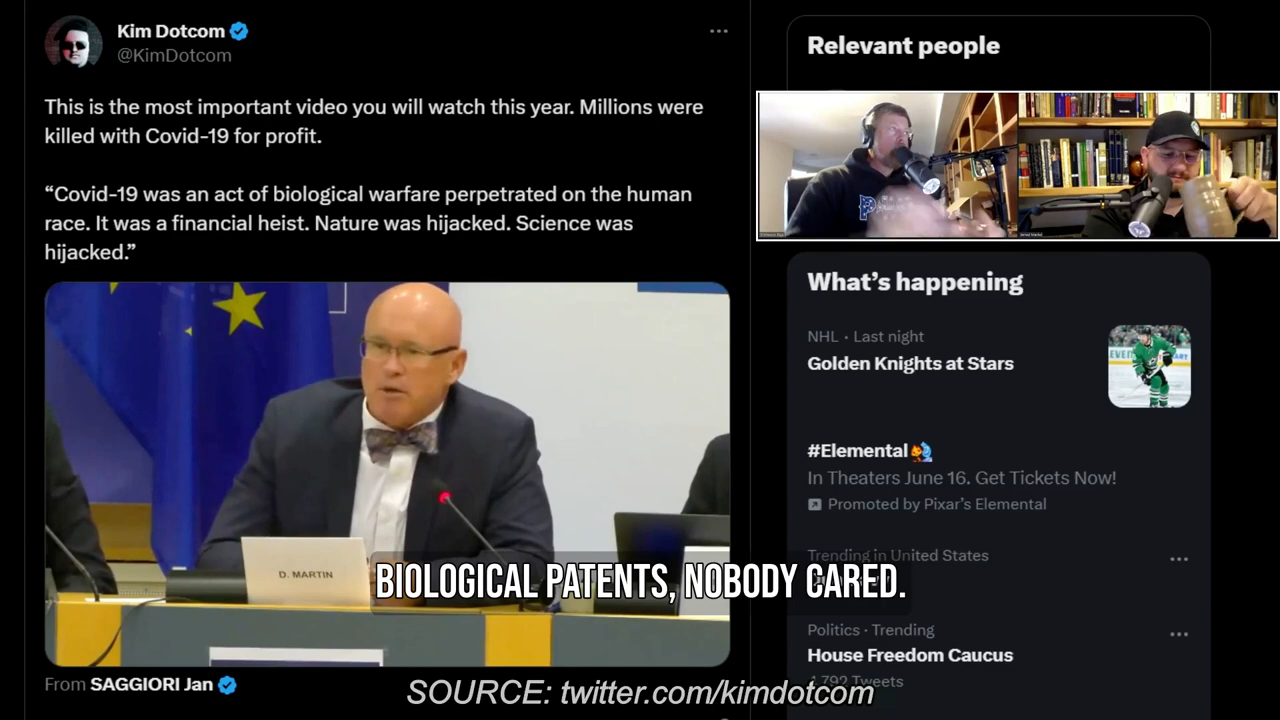 Kim Dotcom
@KimDotcom
This is the most important video you will watch this year. Millions were
killed with Covid-19 for profit.
“Covid-19 was an act of biological warfare perpetrated on the human
race. It was a financial heist. Nature was hijacked. Science was
hijacked.”
D. MARTIN
BIOLOGICAL PATENTS, NOBODY CARED.
From SAGGIORI Jan
SOURCE: twitter.com/kimdotcom
Relevant people
What’s happening
NHL · Last night
Golden Knights at Stars
#Elemental
In Theaters June 16. Get Tickets Now!
Promoted by Pixar’s Elemental
Trending in United States
Politics · Trending
House Freedom Caucus
4,792 Tweets